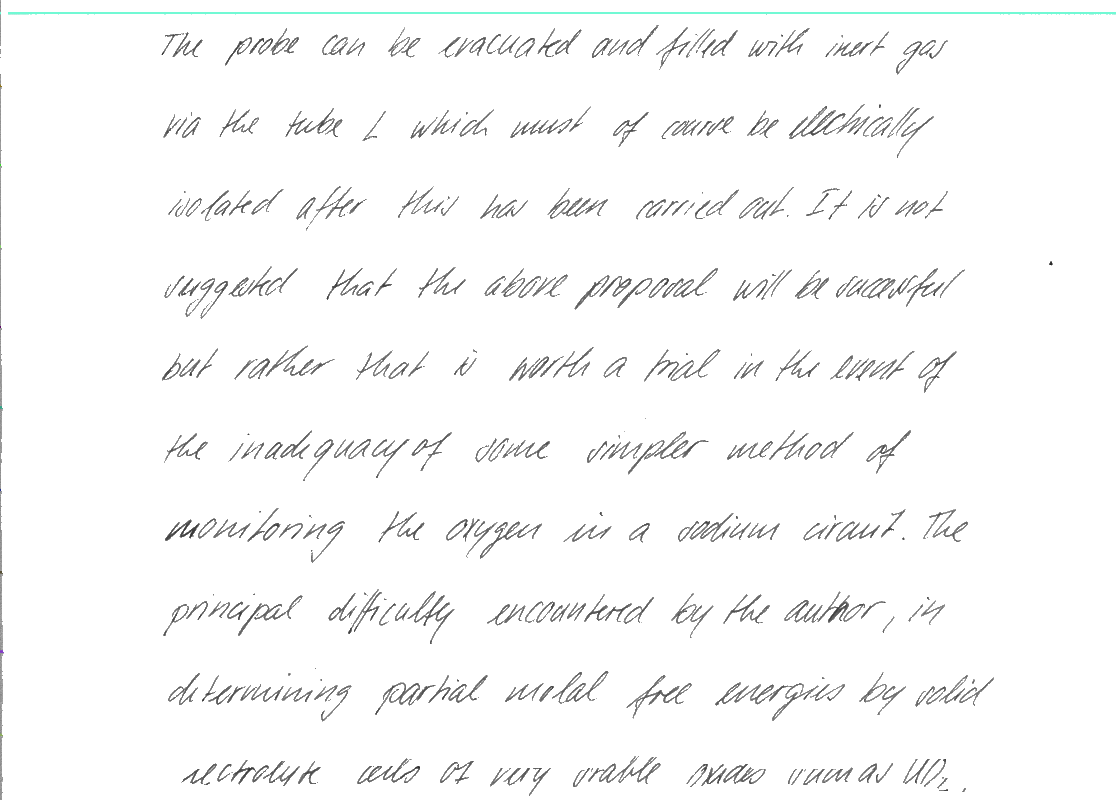 The probe can be evacuated and filled with inert gas
via the tube L which must of course be electrically
isolated after this has been carried out. It is not
suggested that the above proposal will be successful
but rather that is worth a trial in the event of
the inadequacy of some simpler method of
monitoring the oxygen in a sodium circuit. The
principal difficulty encountered by the author, in
determining partial molal free energies by solid
electrolyte cells of very stable oxides such as UO₂,